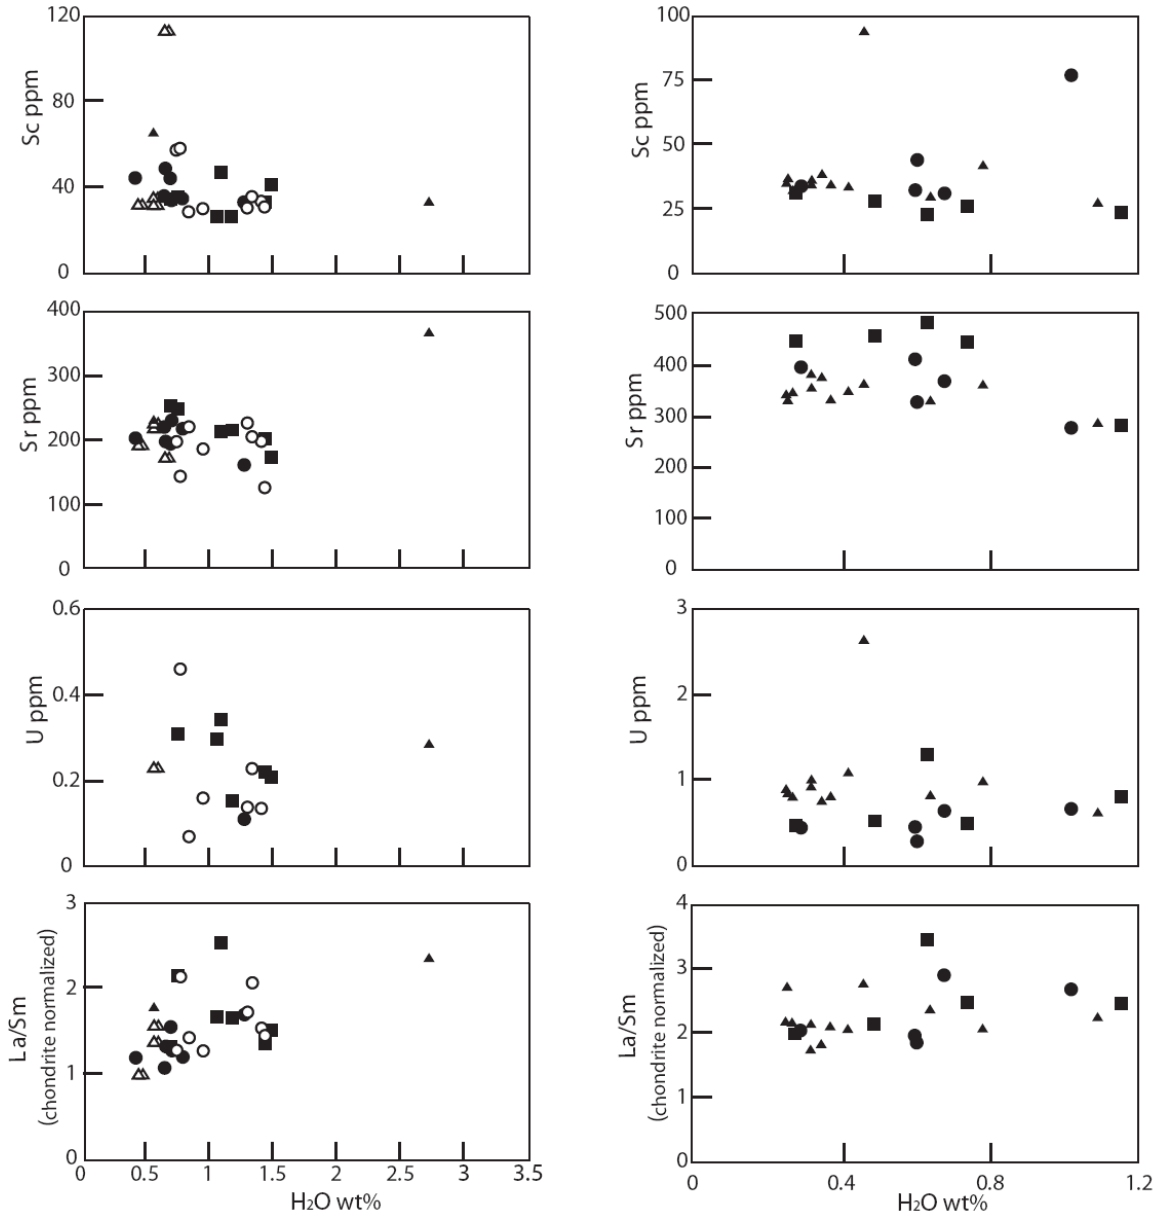 120
80
40
0
Sc ppm
100
75
50
25
0
Sc ppm
400
300
200
100
0
Sr ppm
500
400
300
200
100
0
Sr ppm
0.6
0.4
0.2
0
U ppm
3
2
1
0
U ppm
3
2
1
0
La/Sm
(chondrite normalized)
0 0.5 1 1.5 2 2.5 3 3.5
H₂O wt%
4
3
2
1
0
La/Sm
(chondrite normalized)
0 0.4 0.8 1.2
H₂O wt%